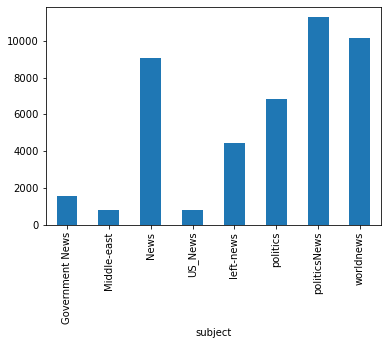 10000
8000
6000
4000
2000
0
Government News
Middle-east
News
US_News
left-news
politics
politicsNews
worldnews
subject